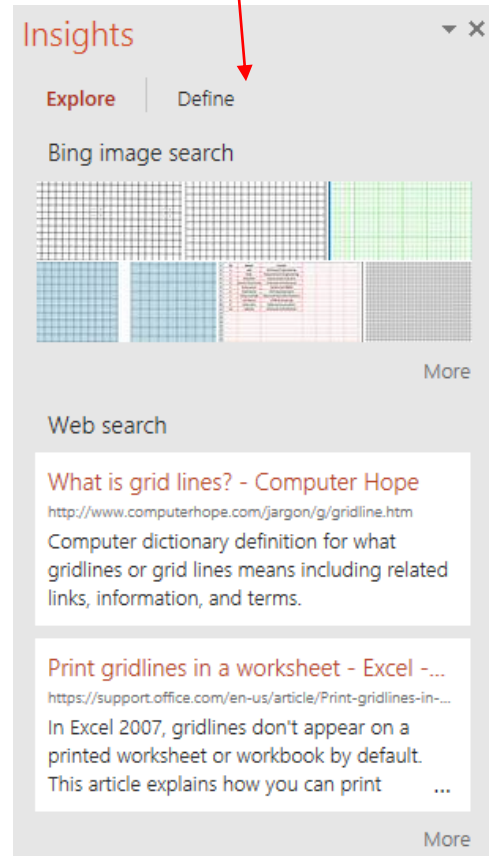 Insights
Explore Define
Bing image search
More
Web search
What is grid lines? - Computer Hope
http://www.computerhope.com/jargon/g/gridline.htm
Computer dictionary definition for what
gridlines or grid lines means including related
links, information, and terms.
Print gridlines in a worksheet - Excel -...
https://support.office.com/en-us/article/Print-gridlines-in-...
In Excel 2007, gridlines don't appear on a
printed worksheet or workbook by default.
This article explains how you can print ...
More